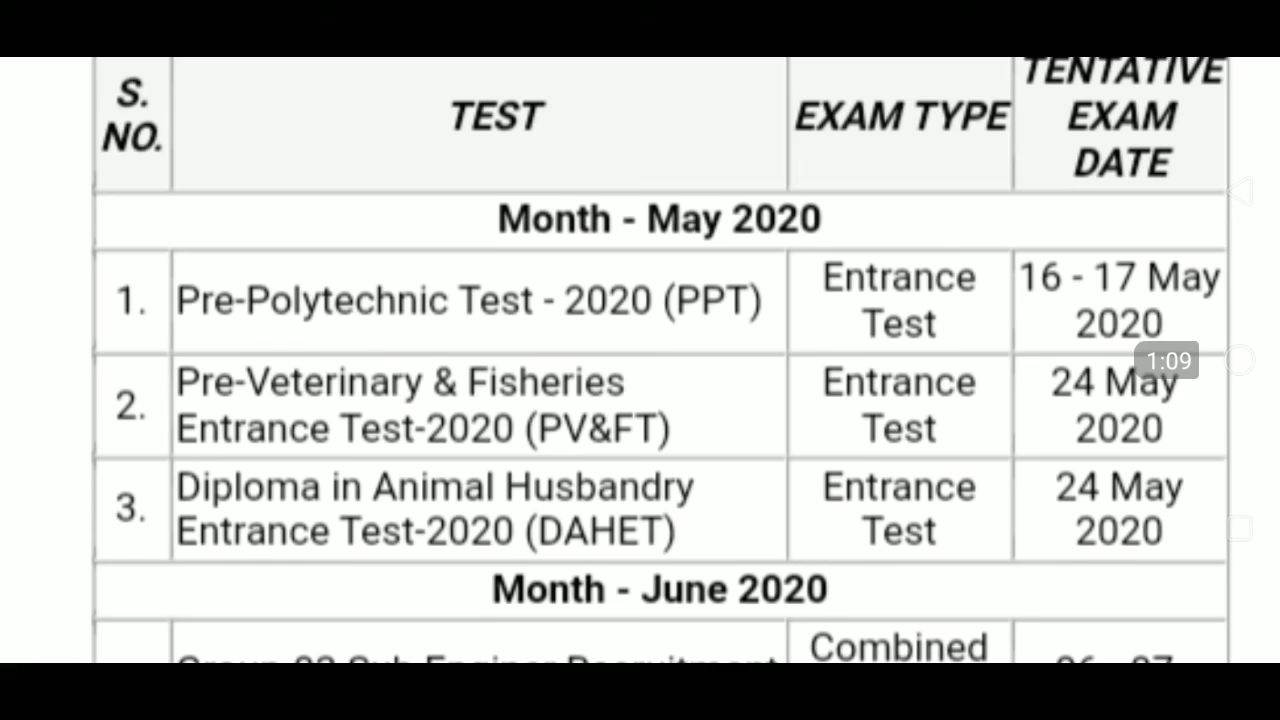 S.
NO.
TEST
EXAM TYPE
TENTATIVE
EXAM
DATE
Month - May 2020
1.
Pre-Polytechnic Test - 2020 (PPT)
Entrance
Test
16 - 17 May
2020
2.
Pre-Veterinary & Fisheries
Entrance Test-2020 (PV&FT)
Entrance
Test
24 May
2020
1:09
3.
Diploma in Animal Husbandry
Entrance Test-2020 (DAHET)
Entrance
Test
24 May
2020
Month - June 2020
Combined